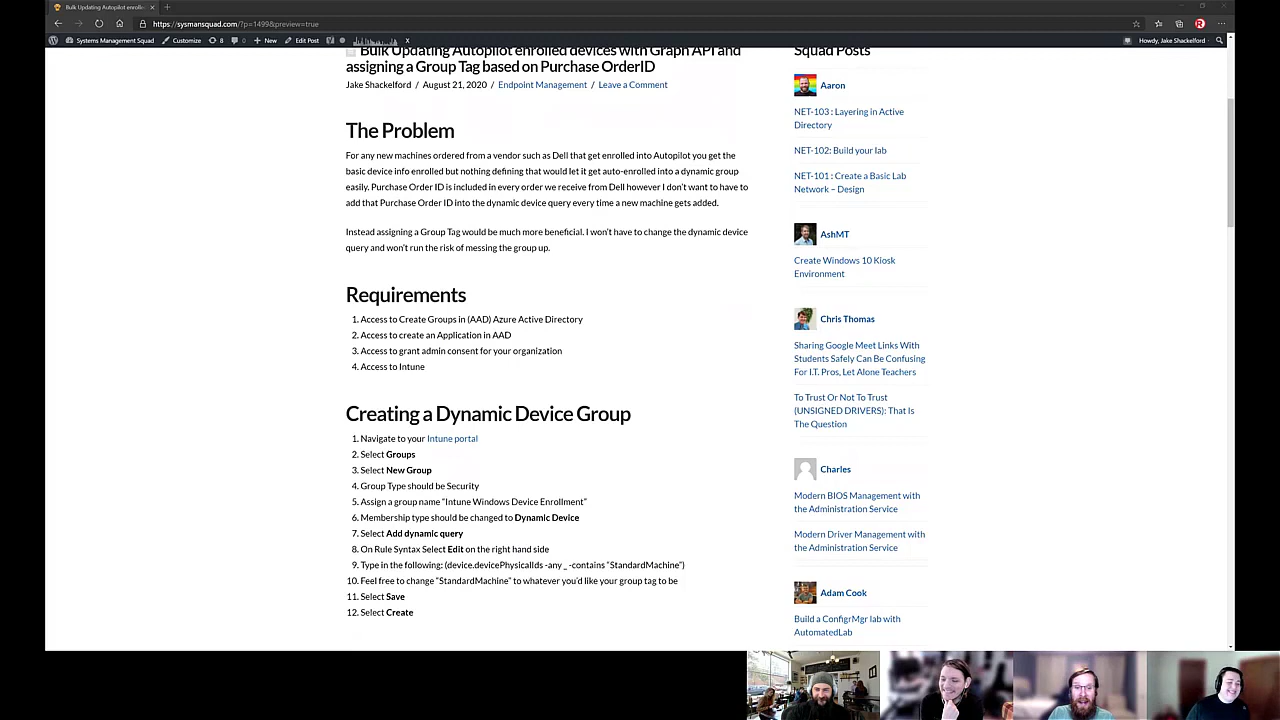 Bulk Updating Autopilot enrolle
https://sysmansquad.com/?p=1499&preview=true
Systems Management Squad
Customize
8
0
New
Edit Post
X
Howdy, Jake Shackelford
Bulk Updating Autopilot enrolled devices with Graph API and
assigning a Group Tag based on Purchase OrderID
Jake Shackelford / August 21, 2020 / Endpoint Management / Leave a Comment
The Problem
For any new machines ordered from a vendor such as Dell that get enrolled into Autopilot you get the
basic device info enrolled but nothing defining that would let it get auto-enrolled into a dynamic group
easily. Purchase Order ID is included in every order we receive from Dell however I don't want to have to
add that Purchase Order ID into the dynamic device query every time a new machine gets added.
Instead assigning a Group Tag would be much more beneficial. I won't have to change the dynamic device
query and won't run the risk of messing the group up.
Requirements
1. Access to Create Groups in (AAD) Azure Active Directory
2. Access to create an Application in AAD
3. Access to grant admin consent for your organization
4. Access to Intune
Creating a Dynamic Device Group
1. Navigate to your Intune portal
2. Select Groups
3. Select New Group
4. Group Type should be Security
5. Assign a group name "Intune Windows Device Enrollment"
6. Membership type should be changed to Dynamic Device
7. Select Add dynamic query
8. On Rule Syntax Select Edit on the right hand side
9. Type in the following: (device.devicePhysicalIds -any _ -contains "StandardMachine")
10. Feel free to change "StandardMachine" to whatever you'd like your group tag to be
11. Select Save
12. Select Create
Squad Posts
Aaron
NET-103 : Layering in Active
Directory
NET-102: Build your lab
NET-101 : Create a Basic Lab
Network – Design
AshMT
Create Windows 10 Kiosk
Environment
Chris Thomas
Sharing Google Meet Links With
Students Safely Can Be Confusing
For I.T. Pros, Let Alone Teachers
To Trust Or Not To Trust
(UNSIGNED DRIVERS): That Is
The Question
Charles
Modern BIOS Management with
the Administration Service
Modern Driver Management with
the Administration Service
Adam Cook
Build a ConfigrMgr lab with
AutomatedLab